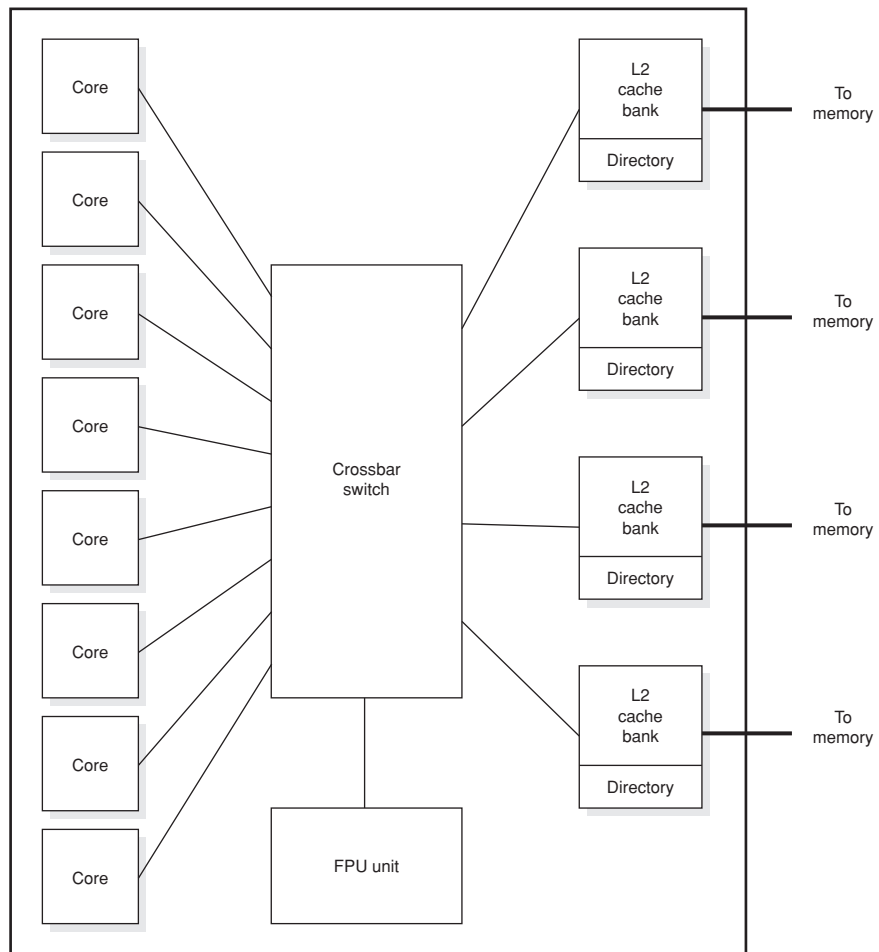 Core
Core
Core
Core
Core
Core
Core
Core
Crossbar
switch
FPU unit
L2
cache
bank
Directory
To
memory
L2
cache
bank
Directory
To
memory
L2
cache
bank
Directory
To
memory
L2
cache
bank
Directory
To
memory